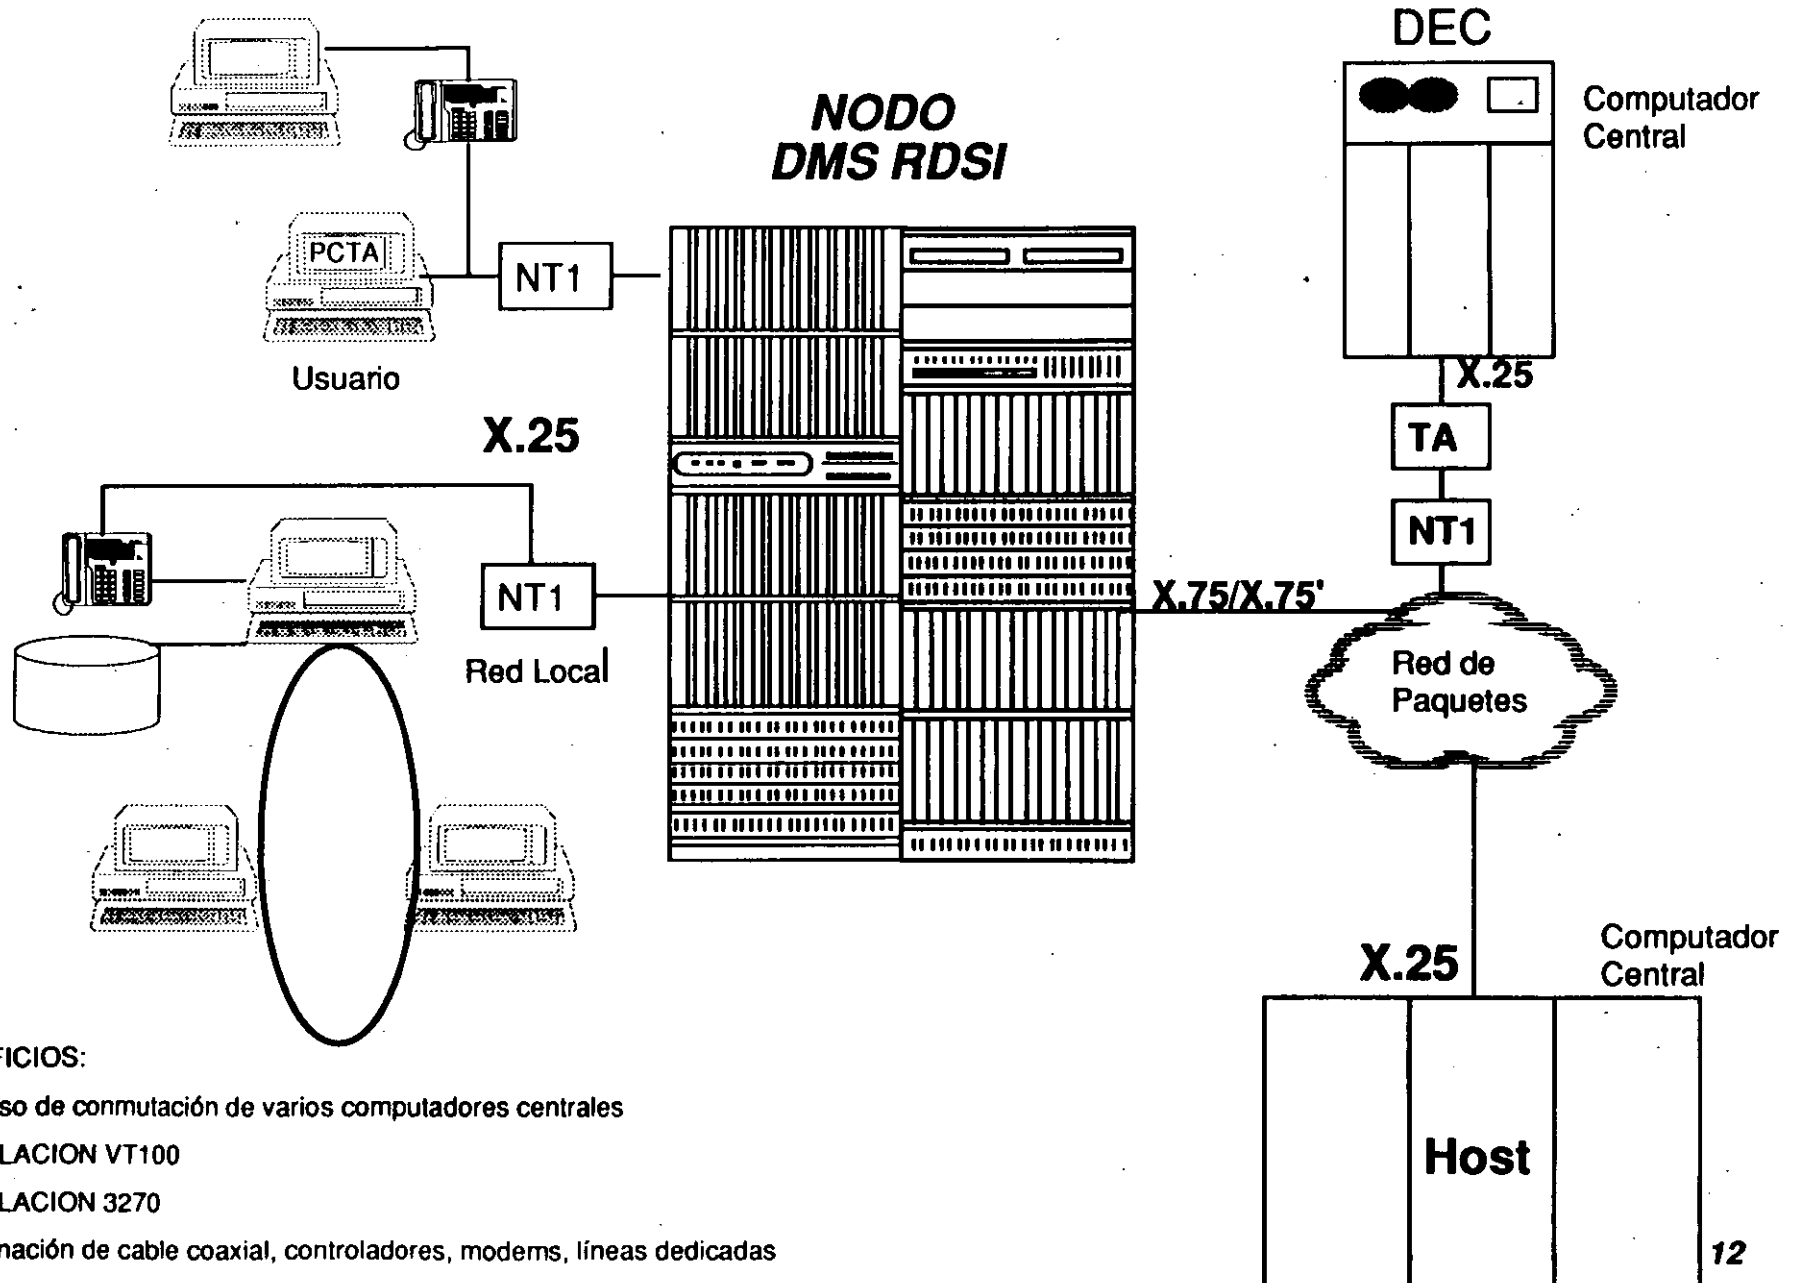 DEC
Computador
Central
NODO
DMS RDSI
PCTA
NT1
Usuario
X.25
X.25
TA
NT1
NT1
Red Local
X.75/X.75'
Red de
Paquetes
X.25
Computador
Central
Host
FICIOS:
so de conmutación de varios computadores centrales
LACION VT100
LACION 3270
nación de cable coaxial, controladores, modems, líneas dedicadas
12